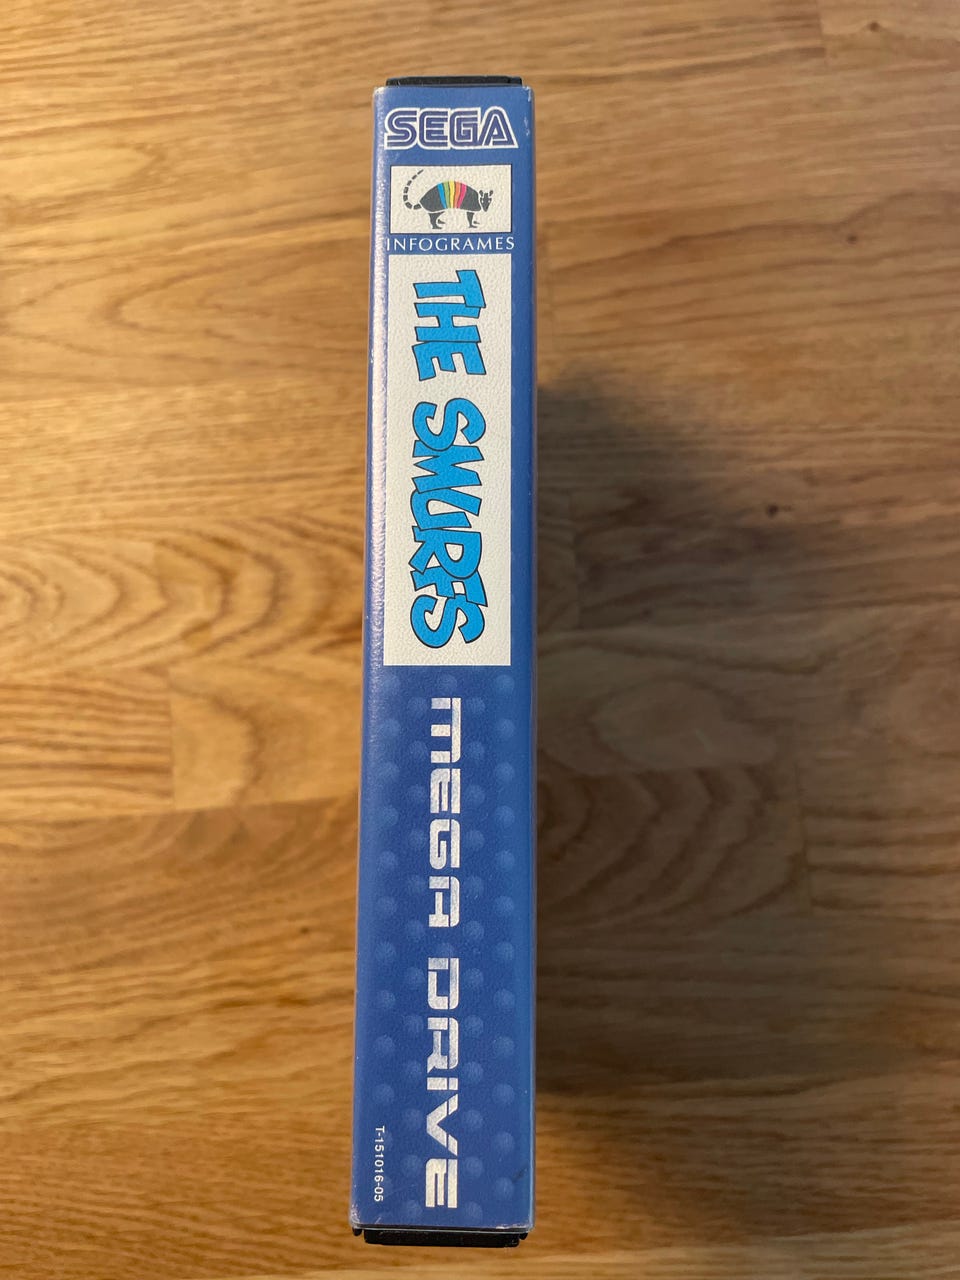 SEGA
INFOGRAMES
THE SMURFS
MEGA DRIVE
T-151016-05